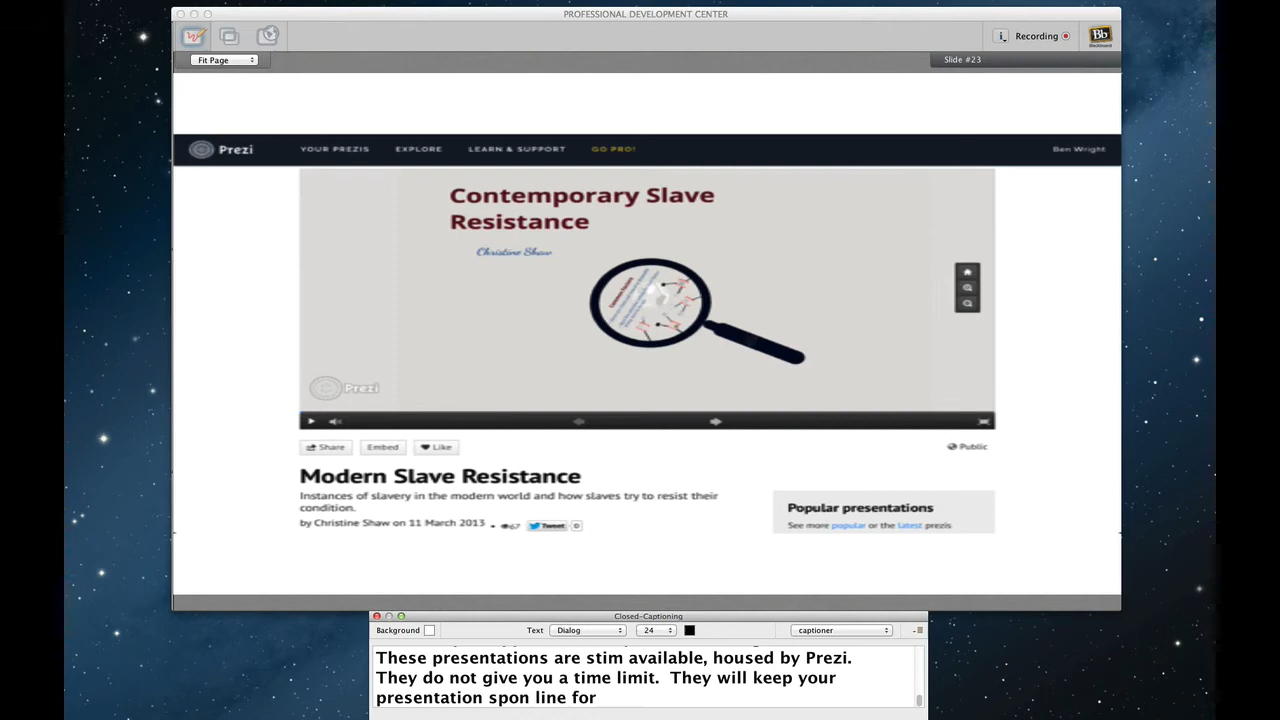 PROFESSIONAL DEVELOPMENT CENTER
Recording
Bb
Blackboard
Fit Page
Slide #23
Prezi
YOUR PREZIS
EXPLORE
LEARN & SUPPORT
GO PRO!
Ben Wright
Contemporary Slave
Resistance
Christine Shaw
Prezi
Share
Embed
Like
Public
Modern Slave Resistance
Instances of slavery in the modern world and how slaves try to resist their
condition.
by Christine Shaw on 11 March 2013 • 67 Tweet 0
Popular presentations
See more popular or the latest prezis
Closed-Captioning
Background
Text
Dialog
24
captioner
These presentations are stim available, housed by Prezi.
They do not give you a time limit. They will keep your
presentation spon line for